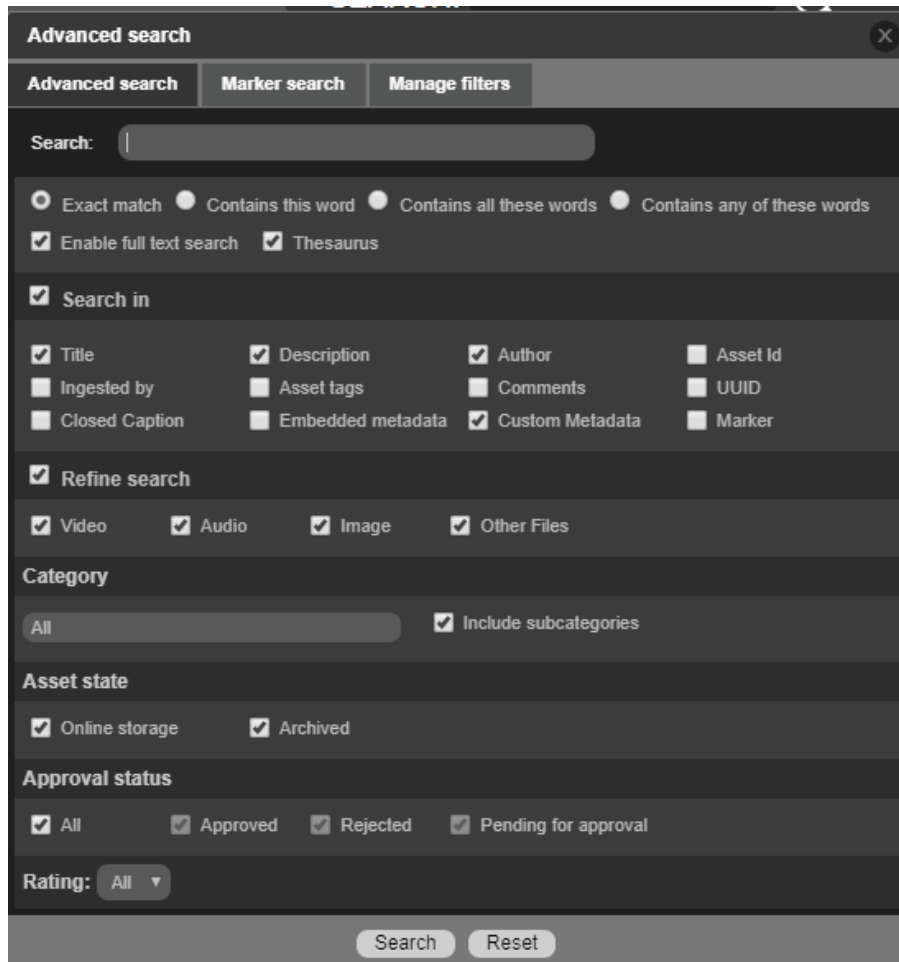 Advanced search
X
Advanced search Marker search Manage filters
Search:
Exact match Contains this word Contains all these words Contains any of these words
Enable full text search Thesaurus
Search in
Title Description Author Asset Id
Ingested by Asset tags Comments UUID
Closed Caption Embedded metadata Custom Metadata Marker
Refine search
Video Audio Image Other Files
Category
All Include subcategories
Asset state
Online storage Archived
Approval status
All Approved Rejected Pending for approval
Rating: All
Search Reset